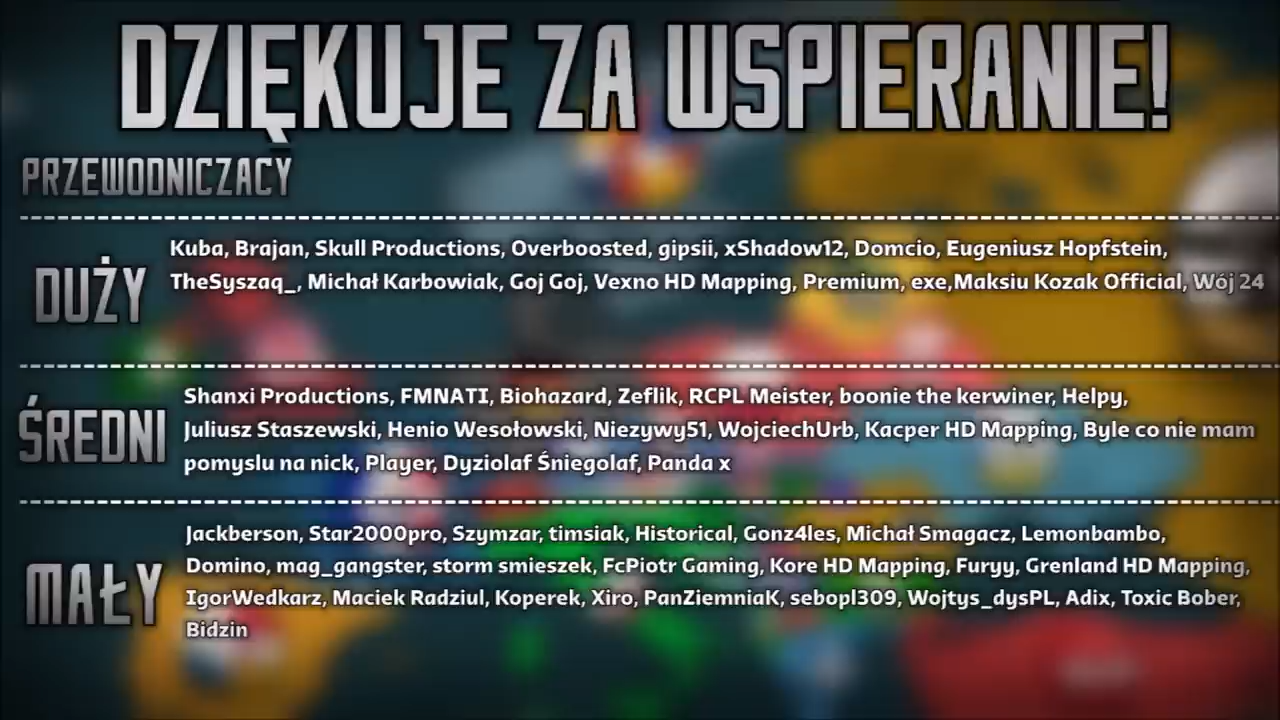 DZIĘKUJE ZA WSPIERANIE!
PRZEWODNICZACY
DUŻY
Kuba, Brajan, Skull Productions, Overboosted, gipsii, xShadow12, Domcio, Eugeniusz Hopfstein,
TheSyszaq_, Michał Karbowiak, Goj Goj, Vexno HD Mapping, Premium, exe,Maksiu Kozak Official, Wój 24
ŚREDNI
Shanxi Productions, FMNATI, Biohazard, Zeflik, RCPL Meister, boonie the kerwiner, Helpy,
Juliusz Staszewski, Henio Wesołowski, Niezywy51, WojciechUrb, Kacper HD Mapping, Byle co nie mam
pomyslu na nick, Player, Dyziolaf Śniegolaf, Panda x
MAŁY
Jackberson, Star2000pro, Szymzar, timsiak, Historical, Gonz4les, Michał Smagacz, Lemonbambo,
Domino, mag_gangster, storm smieszek, FcPiotr Gaming, Kore HD Mapping, Furyy, Grenland HD Mapping,
IgorWedkarz, Maciek Radziul, Koperek, Xiro, PanZiemniaK, sebopl309, Wojtys_dysPL, Adix, Toxic Bober,
Bidzin